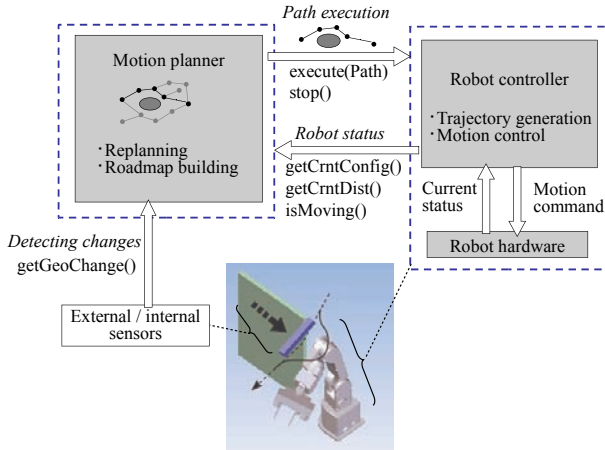 Path execution
Motion planner
execute(Path)
stop()
Robot controller
・Trajectory generation
・Motion control
Robot status
・Replanning
・Roadmap building
getCrntConfig()
getCrntDist()
isMoving()
Current
status
Motion
command
Detecting changes
getGeoChange()
Robot hardware
External / internal
sensors